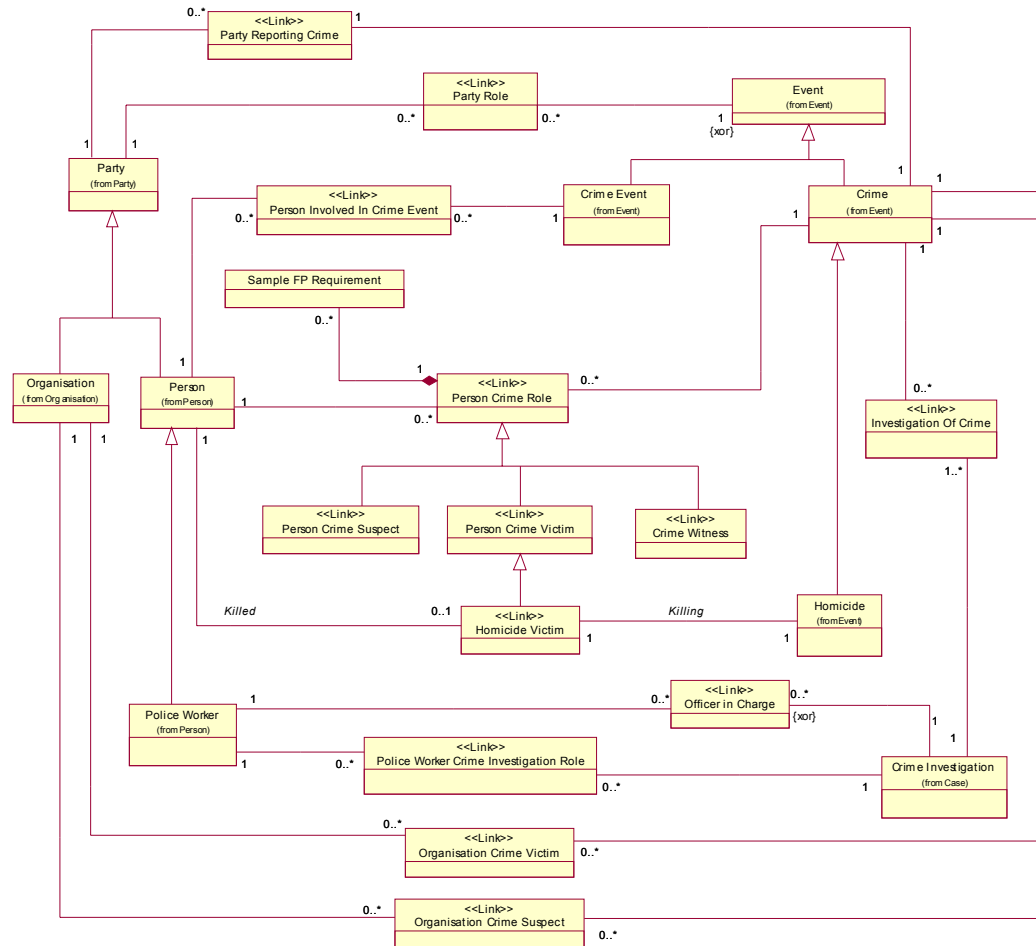 0..*
<<Link>>
Party Reporting Crime
1
<<Link>>
Party Role
Event
(from Event)
0..*
0..*
1
{xor}
1
1
Party
(from Party)
1
1
<<Link>>
Person Involved In Crime Event
Crime Event
(from Event)
Crime
(from Event)
0..*
0..*
1
1
1
1
Sample FP Requirement
0..*
1
1
0..*
0..*
Organisation
(from Organisation)
Person
(from Person)
<<Link>>
Person Crime Role
1
0..*
<<Link>>
Investigation Of Crime
1
1
1
1..*
<<Link>>
Person Crime Suspect
<<Link>>
Person Crime Victim
<<Link>>
Crime Witness
Killed
0..1
<<Link>>
Homicide Victim
Killing
1
1
Homicide
(from Event)
1
0..*
<<Link>>
Officer in Charge
0..*
{xor}
Police Worker
(from Person)
1
1
1
0..*
<<Link>>
Police Worker Crime Investigation Role
0..*
1
Crime Investigation
(from Case)
0..*
<<Link>>
Organisation Crime Victim
0..*
0..*
<<Link>>
Organisation Crime Suspect
0..*